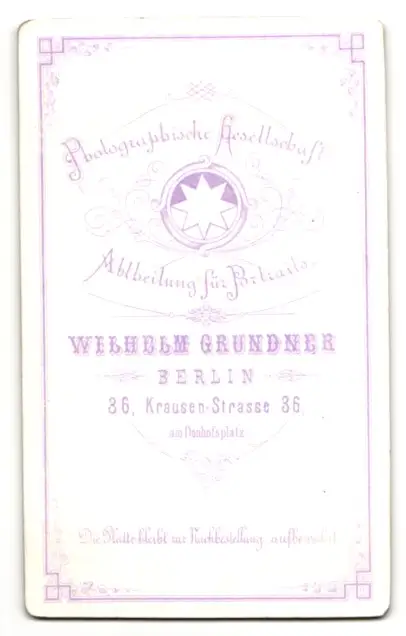 Photographische Gesellschaft
Abtheilung für Portraits.
WILHELM GRUNDNER
BERLIN
36, Krausen-Strasse 36
am Dönhofsplatz
Die Platte bleibt zur Nachbestellung aufbewahrt